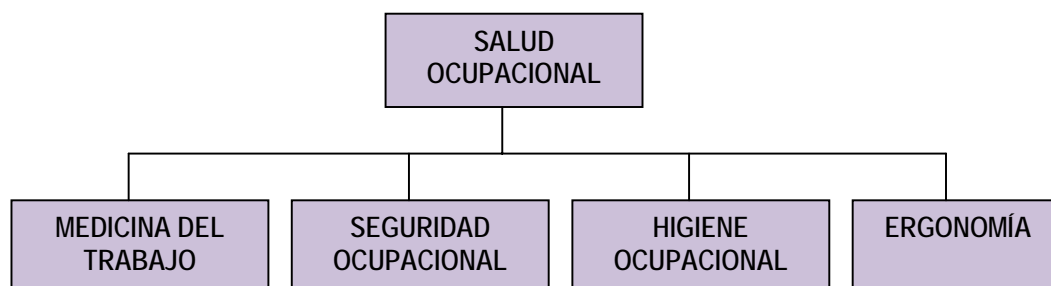 SALUD
OCUPACIONAL
MEDICINA DEL
TRABAJO
SEGURIDAD
OCUPACIONAL
HIGIENE
OCUPACIONAL
ERGONOMÍA